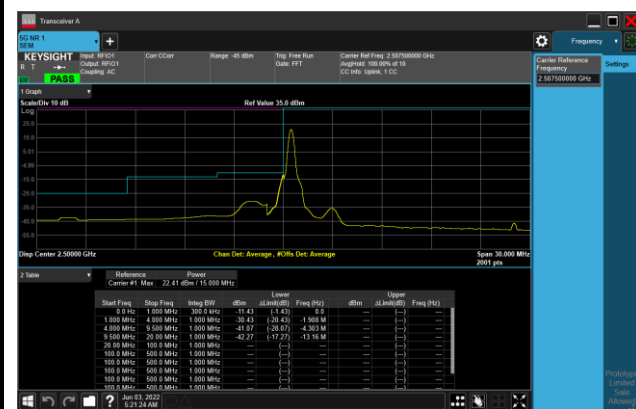 Transceiver A
5G NR 1
SEM
Frequency
KEYSIGHT
R T
PASS
Input: RFIO1
Output: RFIO1
Coupling: AC
Corr CCorr
Range: -45 dBm
Trig: Free Run
Gate: FFT
Carrier Ref Freq: 2.507500000 GHz
Avg|Hold: 100.00% of 10
CC Info: Uplink, 1 CC
Carrier Reference
Frequency
2.507500000 GHz
Settings
1 Graph
Scale/Div 10 dB
Ref Value 35.0 dBm
Log
25.0
15.0
5.01
-4.99
-15.0
-25.0
-35.0
-45.0
-55.0
Disp Center 2.50000 GHz
Chan Det: Average , #Offs Det: Average
Span 30.000 MHz
2001 pts
2 Table
Reference Power
Carrier #1: Max 22.41 dBm / 15.000 MHz
Lower Upper
Start Freq Stop Freq Integ BW dBm ΔLimit(dB) Freq (Hz) dBm ΔLimit(dB) Freq (Hz)
0.0 Hz 1.000 MHz 300.0 kHz -11.43 (-1.43) 0.0 --- (---) ---
1.000 MHz 4.000 MHz 1.000 MHz -30.43 (-20.43) -1.908 M --- (---) ---
4.000 MHz 9.500 MHz 1.000 MHz -41.07 (-28.07) -4.303 M --- (---) ---
9.500 MHz 20.00 MHz 1.000 MHz -42.27 (-17.27) -13.16 M --- (---) ---
20.00 MHz 100.0 MHz 1.000 MHz --- (---) --- --- (---) ---
100.0 MHz 500.0 MHz 1.000 MHz --- (---) --- --- (---) ---
100.0 MHz 500.0 MHz 1.000 MHz --- (---) --- --- (---) ---
100.0 MHz 500.0 MHz 1.000 MHz --- (---) --- --- (---) ---
100.0 MHz 500.0 MHz 1.000 MHz --- (---) --- --- (---) ---
Jun 03, 2022
5:21:24 AM
Prototype
Limited
Sale
Allowed